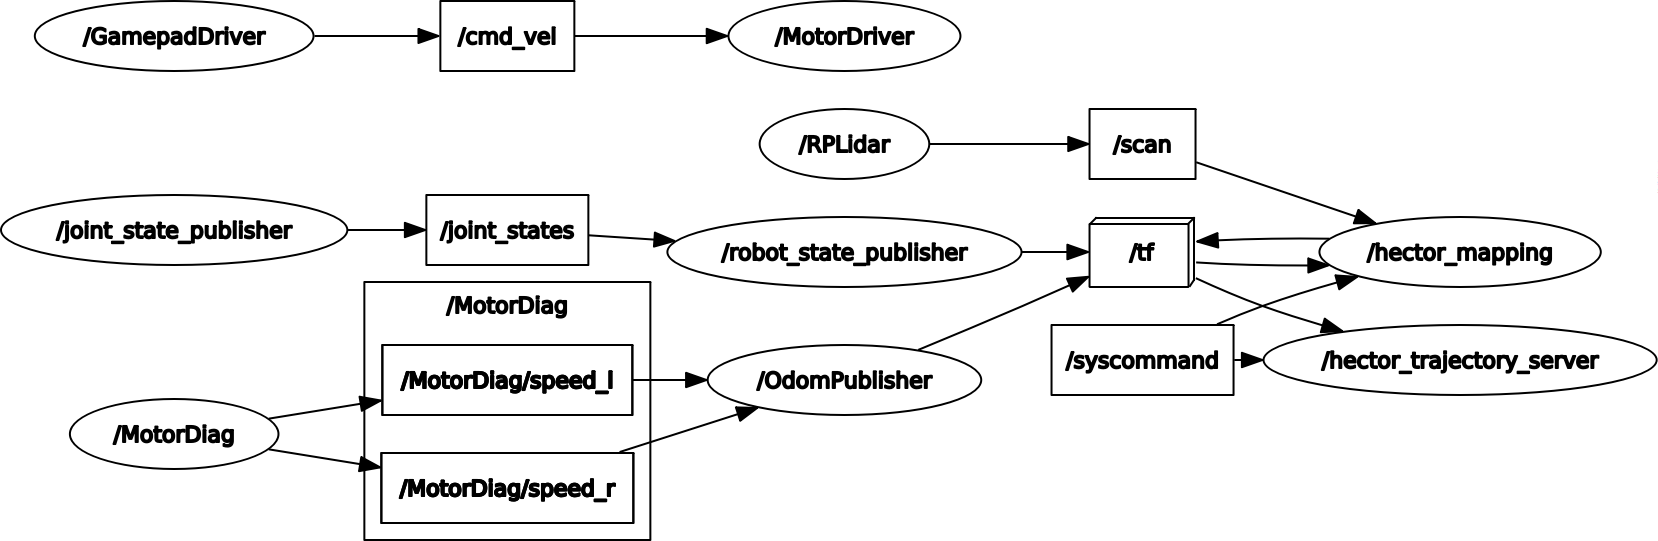 /GamepadDriver
/cmd_vel
/MotorDriver
/RPLidar
/scan
/joint_state_publisher
/joint_states
/robot_state_publisher
/tf
/hector_mapping
/MotorDiag
/syscommand
/hector_trajectory_server
/MotorDiag/speed_l
/OdomPublisher
/MotorDiag
/MotorDiag/speed_r